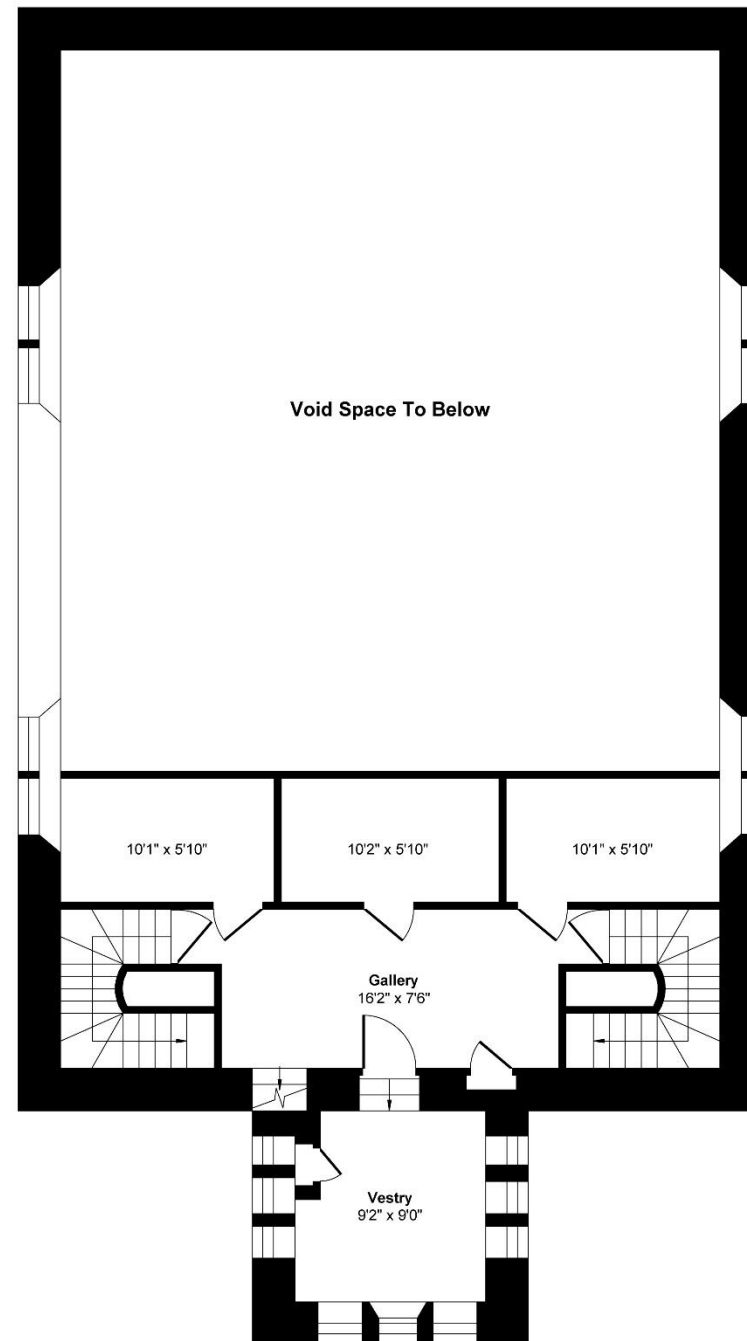 Void Space To Below
10'1" x 5'10"
10'2" x 5'10"
10'1" x 5'10"
Gallery
16'2" x 7'6"
Vestry
9'2" x 9'0"